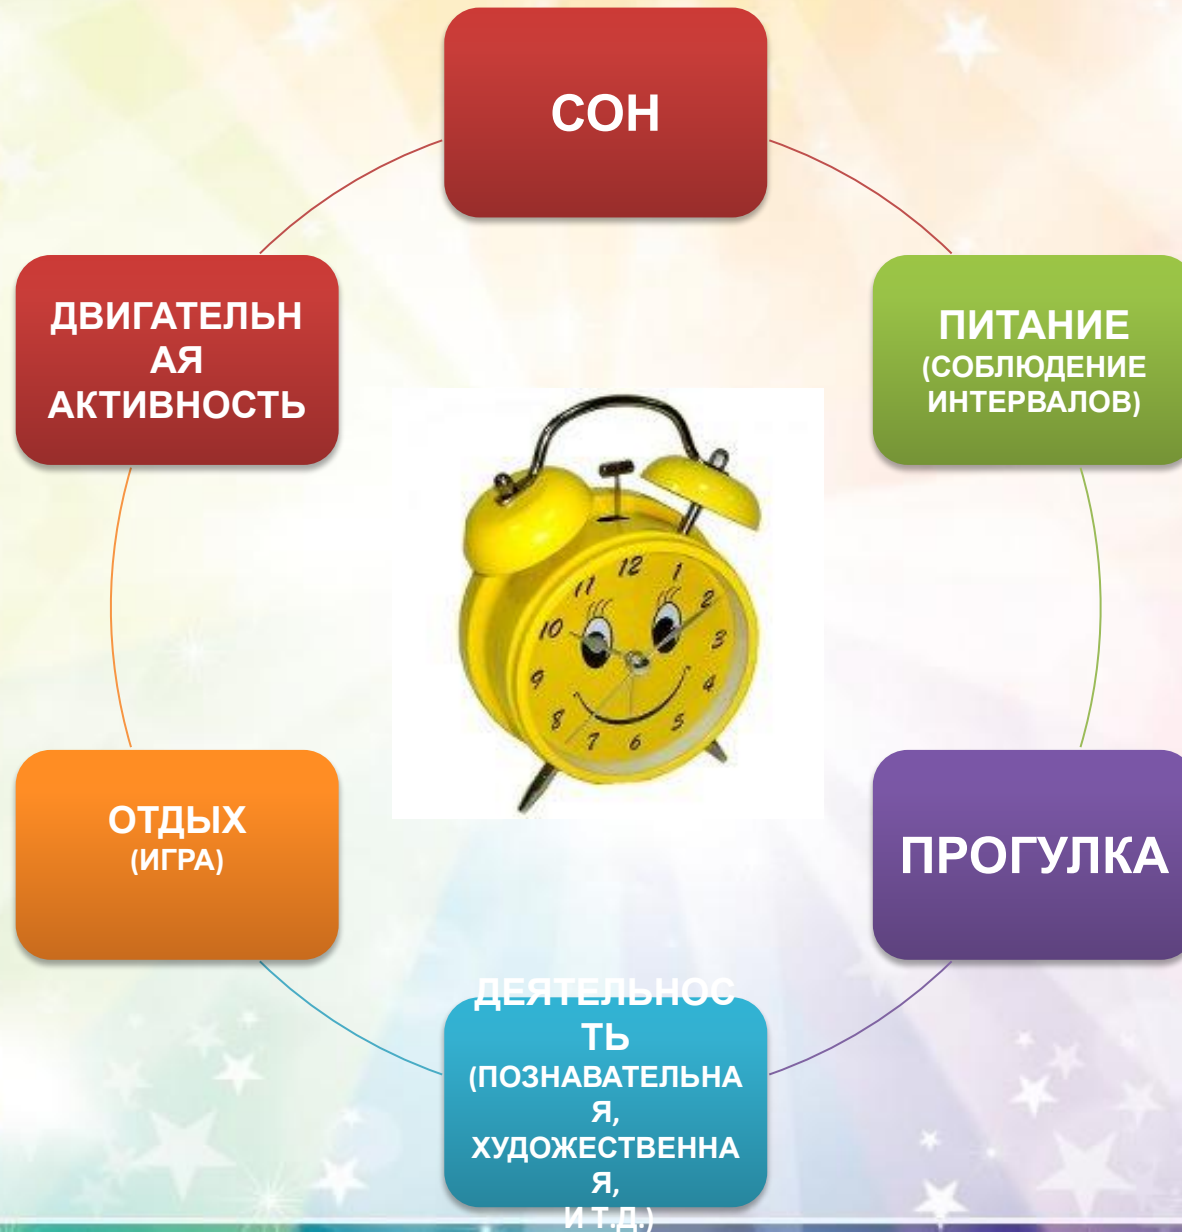 СОН
ДВИГАТЕЛЬН
АЯ
АКТИВНОСТЬ
ПИТАНИЕ
(СОБЛЮДЕНИЕ
ИНТЕРВАЛОВ)
12
1
2
3
4
5
6
7
8
9
10
11
ОТДЫХ
(ИГРА)
ПРОГУЛКА
ДЕЯТЕЛЬНОС
ТЬ
(ПОЗНАВАТЕЛЬНА
Я,
ХУДОЖЕСТВЕННА
Я,
И Т.Д.)